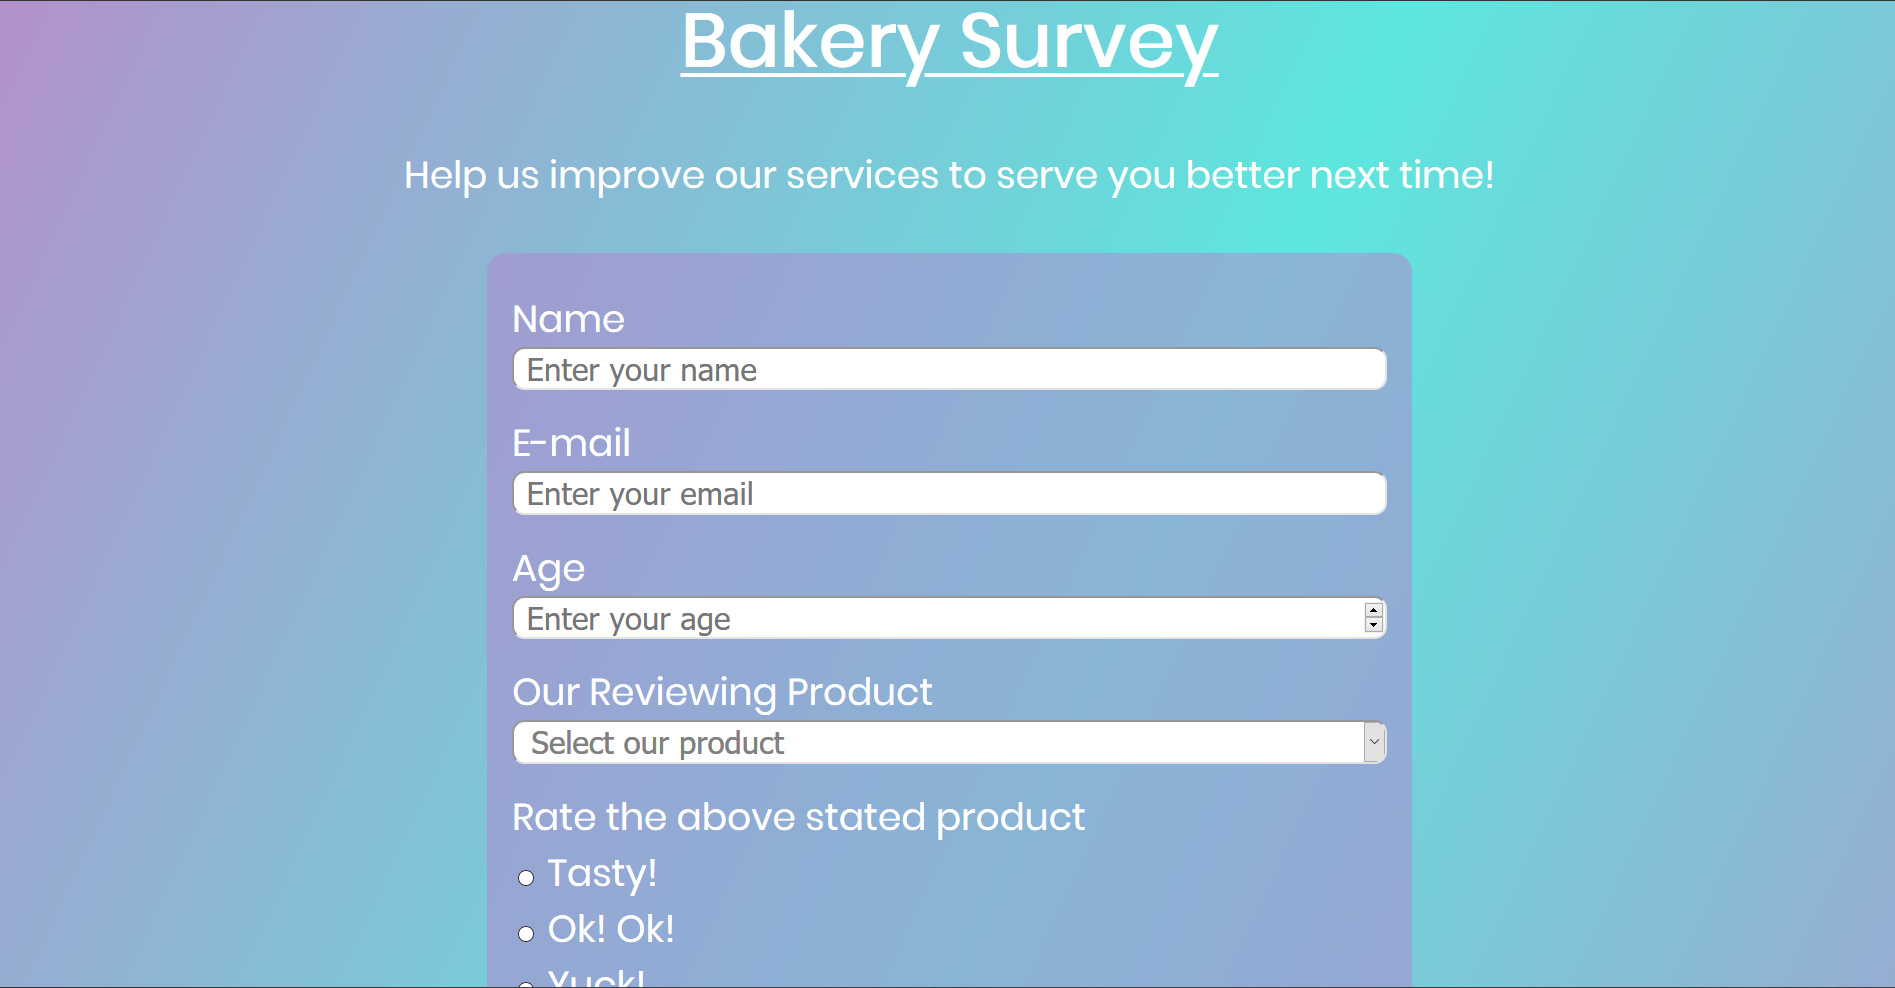 Bakery Survey
Help us improve our services to serve you better next time!
Name
Enter your name
E-mail
Enter your email
Age
Enter your age
Our Reviewing Product
Select our product
Rate the above stated product
Tasty!
Ok! Ok!
Yuck!